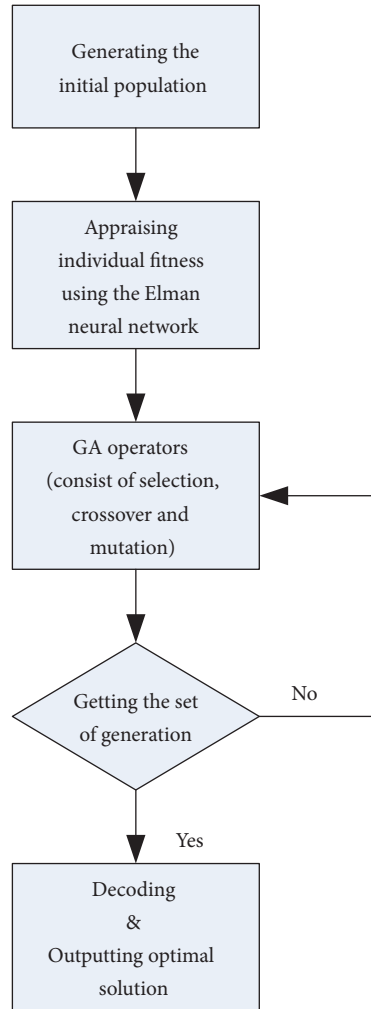 Generating the
initial population
Appraising
individual fitness
using the Elman
neural network
GA operators
(consist of selection,
crossover and
mutation)
Getting the set
of generation
No
Yes
Decoding
&
Outputting optimal
solution